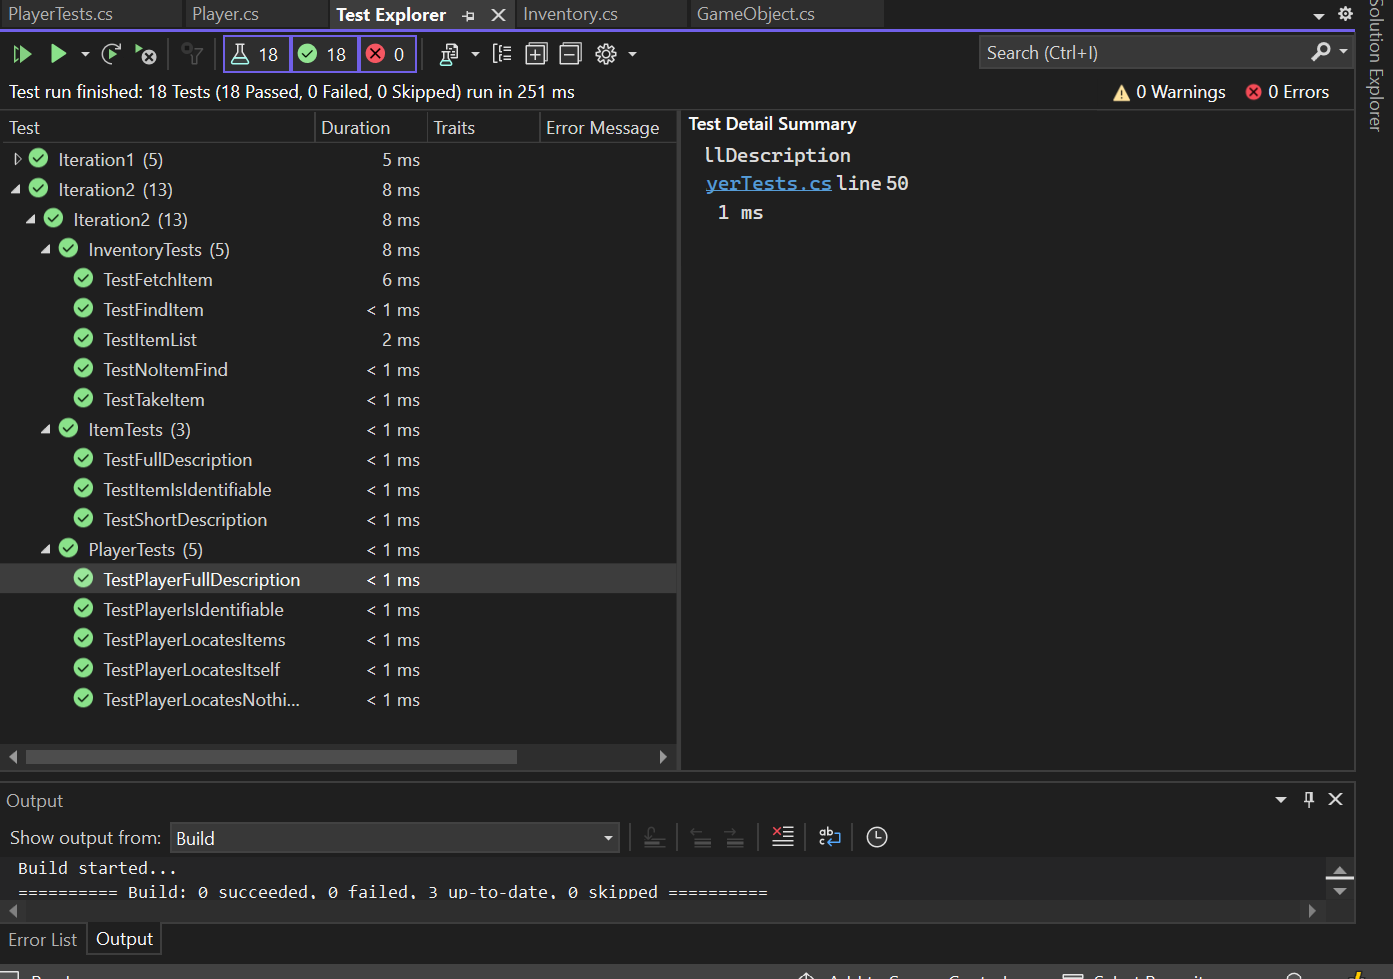 PlayerTests.cs Player.cs Test Explorer Inventory.cs GameObject.cs
Solution Explorer
18 18 0 Search (Ctrl+I)
Test run finished: 18 Tests (18 Passed, 0 Failed, 0 Skipped) run in 251 ms 0 Warnings 0 Errors
Test Duration Traits Error Message
Test Detail Summary
llDescription
yerTests.cs line 50
1 ms
Iteration1 (5) 5 ms
Iteration2 (13) 8 ms
Iteration2 (13) 8 ms
InventoryTests (5) 8 ms
TestFetchItem 6 ms
TestFindItem < 1 ms
TestItemList 2 ms
TestNoItemFind < 1 ms
TestTakeItem < 1 ms
ItemTests (3) < 1 ms
TestFullDescription < 1 ms
TestItemIsIdentifiable < 1 ms
TestShortDescription < 1 ms
PlayerTests (5) < 1 ms
TestPlayerFullDescription < 1 ms
TestPlayerIsIdentifiable < 1 ms
TestPlayerLocatesItems < 1 ms
TestPlayerLocatesItself < 1 ms
TestPlayerLocatesNothi... < 1 ms
Output
Show output from: Build
Build started...
========== Build: 0 succeeded, 0 failed, 3 up-to-date, 0 skipped ==========
Error List Output